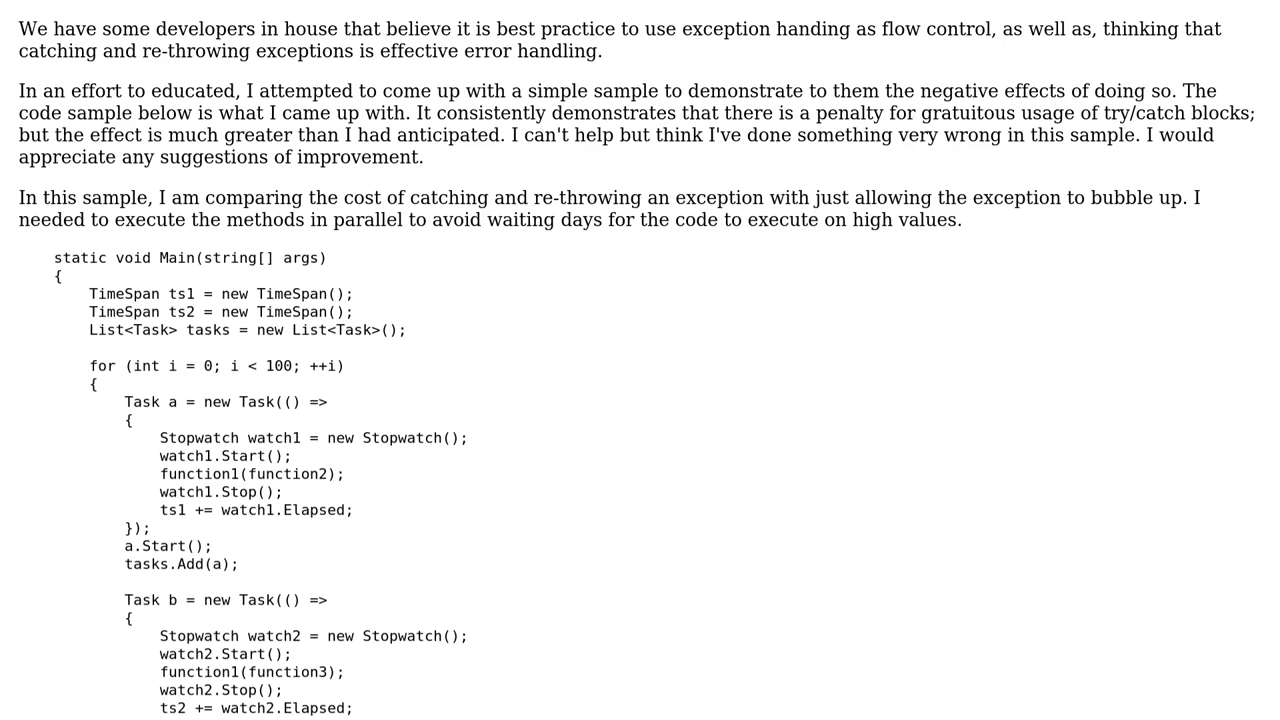 We have some developers in house that believe it is best practice to use exception handing as flow control, as well as, thinking that
catching and re-throwing exceptions is effective error handling.
In an effort to educated, I attempted to come up with a simple sample to demonstrate to them the negative effects of doing so. The
code sample below is what I came up with. It consistently demonstrates that there is a penalty for gratuitous usage of try/catch blocks;
but the effect is much greater than I had anticipated. I can't help but think I've done something very wrong in this sample. I would
appreciate any suggestions of improvement.
In this sample, I am comparing the cost of catching and re-throwing an exception with just allowing the exception to bubble up. I
needed to execute the methods in parallel to avoid waiting days for the code to execute on high values.
static void Main(string[] args)
{
TimeSpan ts1 = new TimeSpan();
TimeSpan ts2 = new TimeSpan();
List<Task> tasks = new List<Task>();
for (int i = 0; i < 100; ++i)
{
Task a = new Task(() =>
{
Stopwatch watch1 = new Stopwatch();
watch1.Start();
function1(function2);
watch1.Stop();
ts1 += watch1.Elapsed;
});
a.Start();
tasks.Add(a);
Task b = new Task(() =>
{
Stopwatch watch2 = new Stopwatch();
watch2.Start();
function1(function3);
watch2.Stop();
ts2 += watch2.Elapsed;